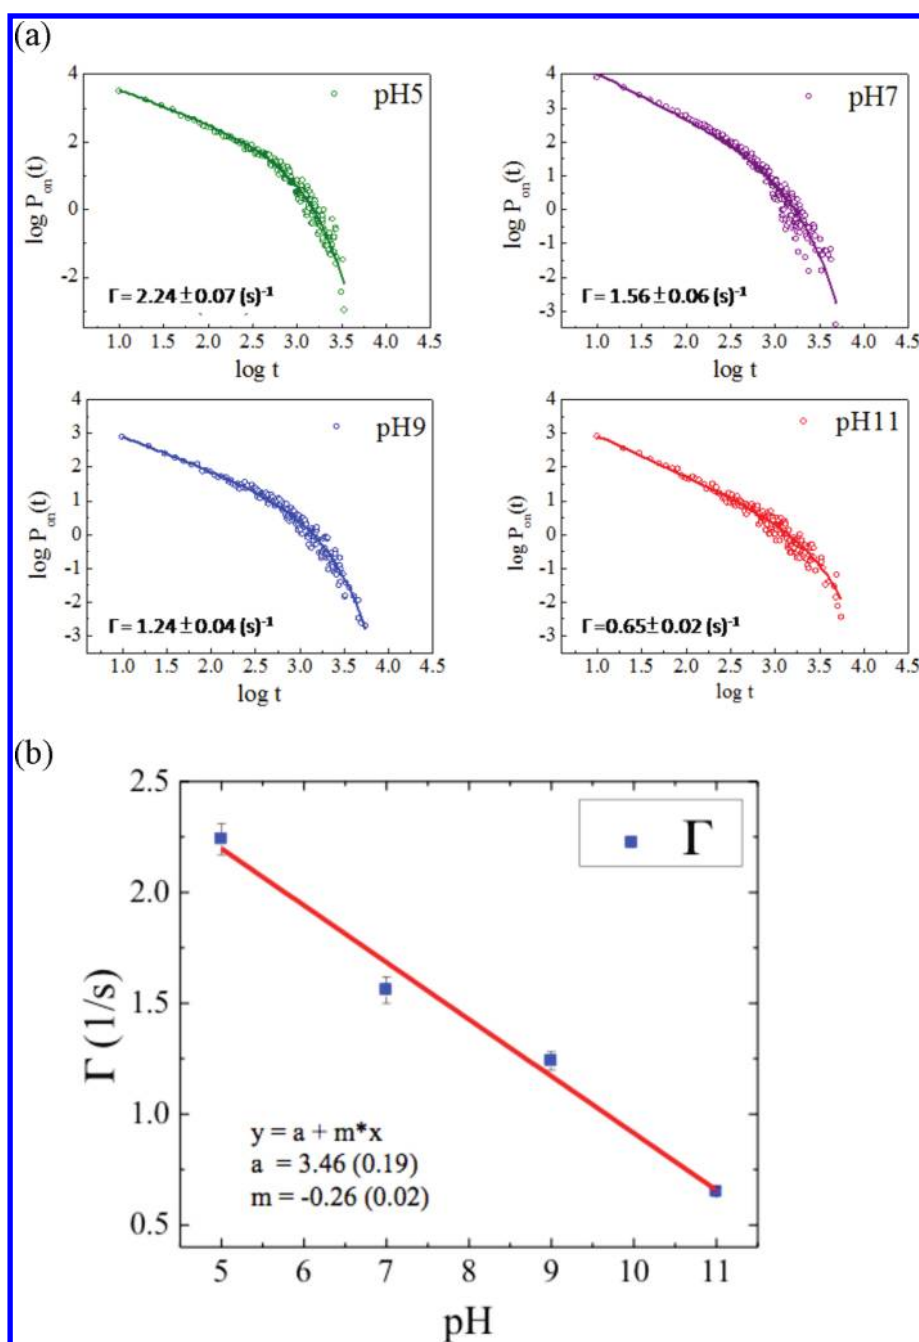 (a)
4
2
0
-2
1.0 1.5 2.0 2.5 3.0 3.5 4.0 4.5
log P_on(t)
log t
pH5
Γ = 2.24 ± 0.07 (s)⁻¹
4
3
2
1
0
-1
-2
-3
1.0 1.5 2.0 2.5 3.0 3.5 4.0 4.5
log P_on(t)
log t
pH7
Γ = 1.56 ± 0.06 (s)⁻¹
4
3
2
1
0
-1
-2
-3
1.0 1.5 2.0 2.5 3.0 3.5 4.0 4.5
log P_on(t)
log t
pH9
Γ = 1.24 ± 0.04 (s)⁻¹
4
3
2
1
0
-1
-2
-3
1.0 1.5 2.0 2.5 3.0 3.5 4.0 4.5
log P_on(t)
log t
pH11
Γ=0.65± 0.02 (s)⁻¹
(b)
2.5
2.0
1.5
1.0
0.5
Γ (1/s)
Γ
y = a + m*x
a = 3.46 (0.19)
m = -0.26 (0.02)
5 6 7 8 9 10 11
pH